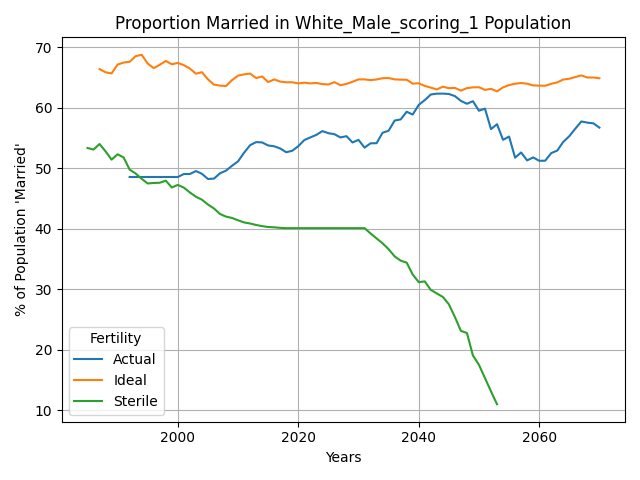 Proportion Married in White_Male_scoring_1 Population
% of Population 'Married'
70
60
50
40
30
20
10
Fertility
Actual
Ideal
Sterile
2000 2020 2040 2060
Years